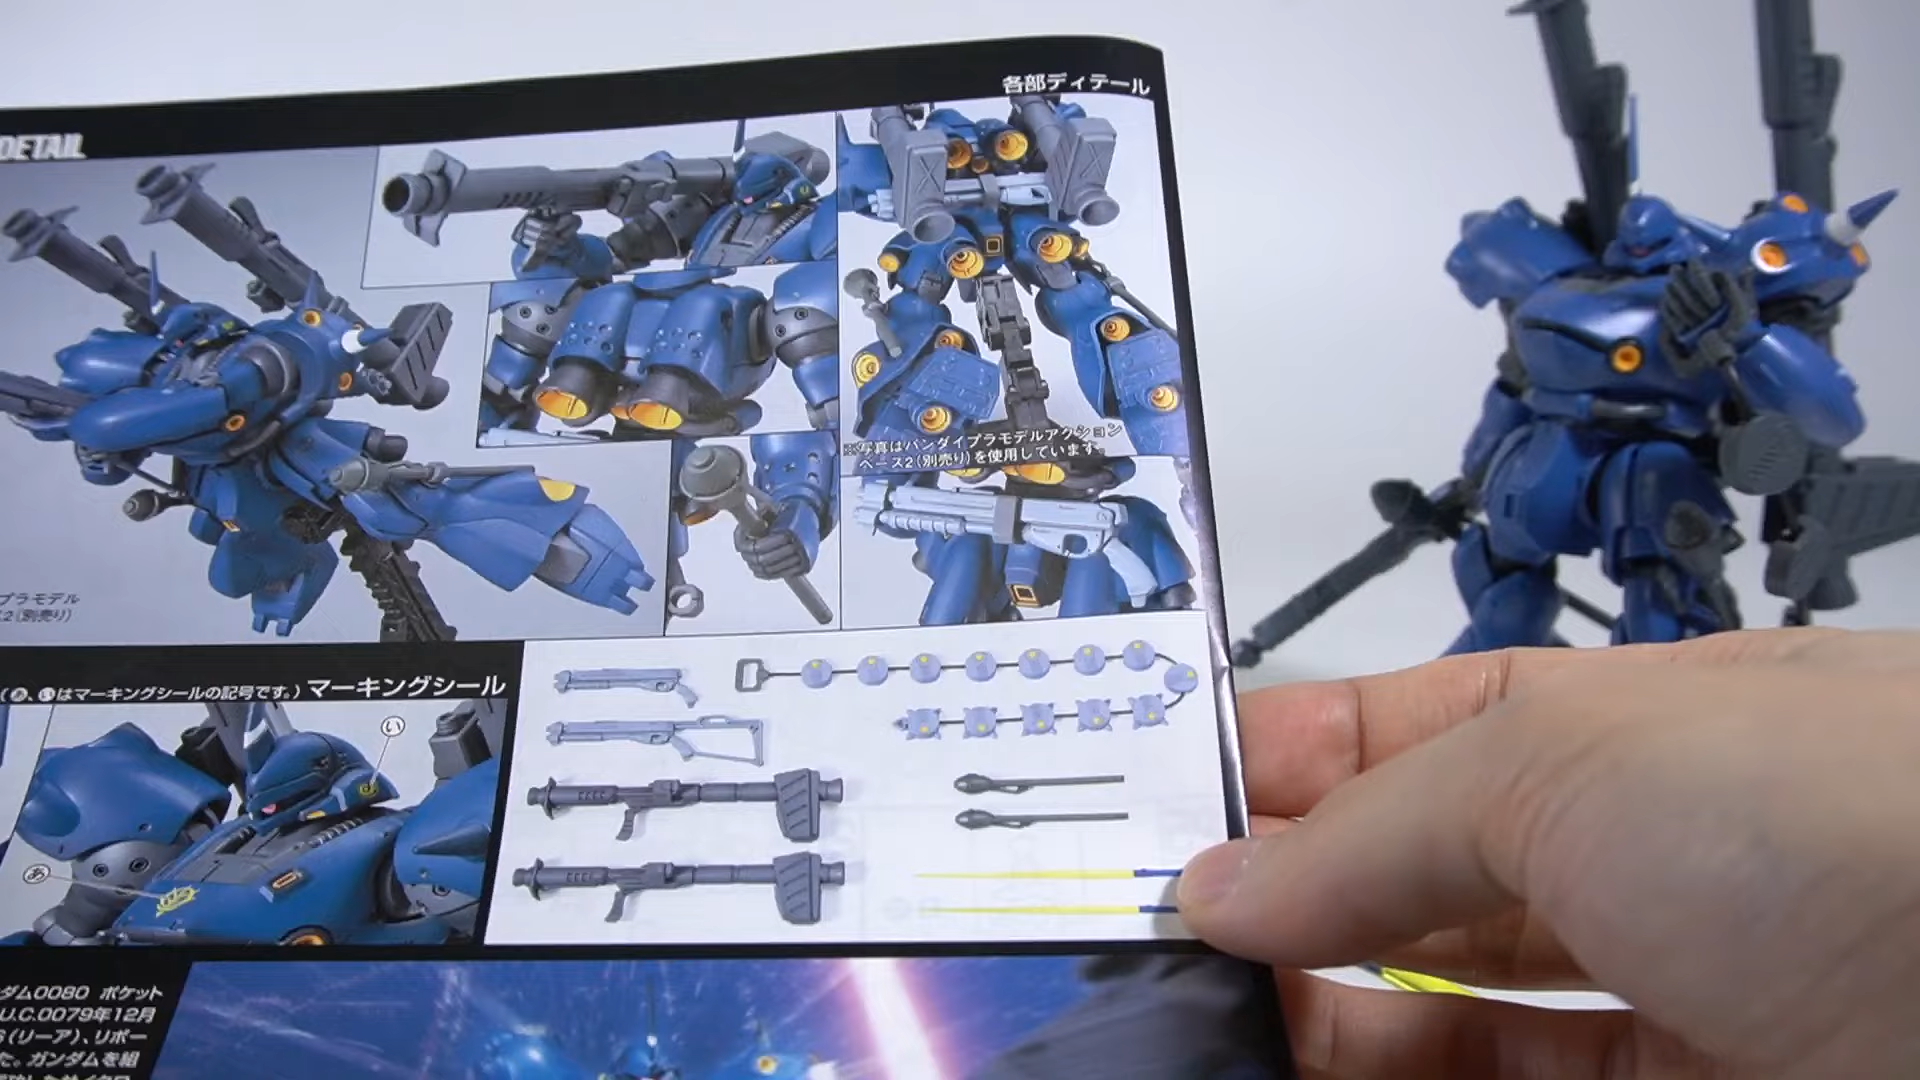 DETAIL
各部ディテール
※写真はバンダイプラモデルアクション
ベース2(別売り)を使用しています。
プラモデル
2(別売り)
(あ、いはマーキングシールの記号です。)マーキングシール
い
あ
ダム0080 ポケット
U.C.0079年12月
(リーア)、リボー
た。ガンダムを組